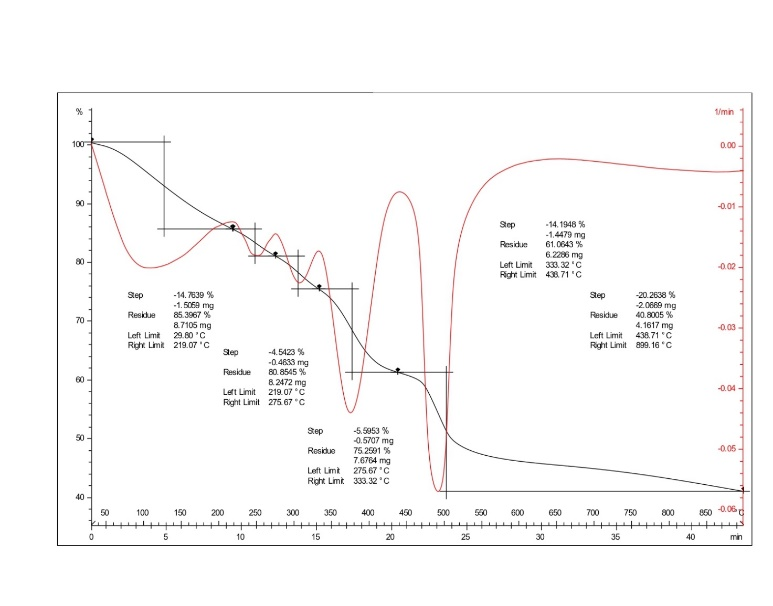 % 1/min
100 0.00
90 -0.01
80 -0.02
70 -0.03
60 -0.04
50 -0.05
40 -0.06
Step -14.1948 %
-1.4479 mg
Residue 61.0643 %
6.2286 mg
Left Limit 333.32 °C
Right Limit 438.71 °C
Step -14.7639 %
-1.5059 mg
Residue 85.3967 %
8.7105 mg
Left Limit 29.80 °C
Right Limit 219.07 °C
Step -20.2638 %
-2.0669 mg
Residue 40.8005 %
4.1617 mg
Left Limit 438.71 °C
Right Limit 899.16 °C
Step -4.5423 %
-0.4633 mg
Residue 80.8545 %
8.2472 mg
Left Limit 219.07 °C
Right Limit 275.67 °C
Step -5.5953 %
-0.5707 mg
Residue 75.2591 %
7.6764 mg
Left Limit 275.67 °C
Right Limit 333.32 °C
50 100 150 200 250 300 350 400 450 500 550 600 650 700 750 800 850 °C
0 5 10 15 20 25 30 35 40 min